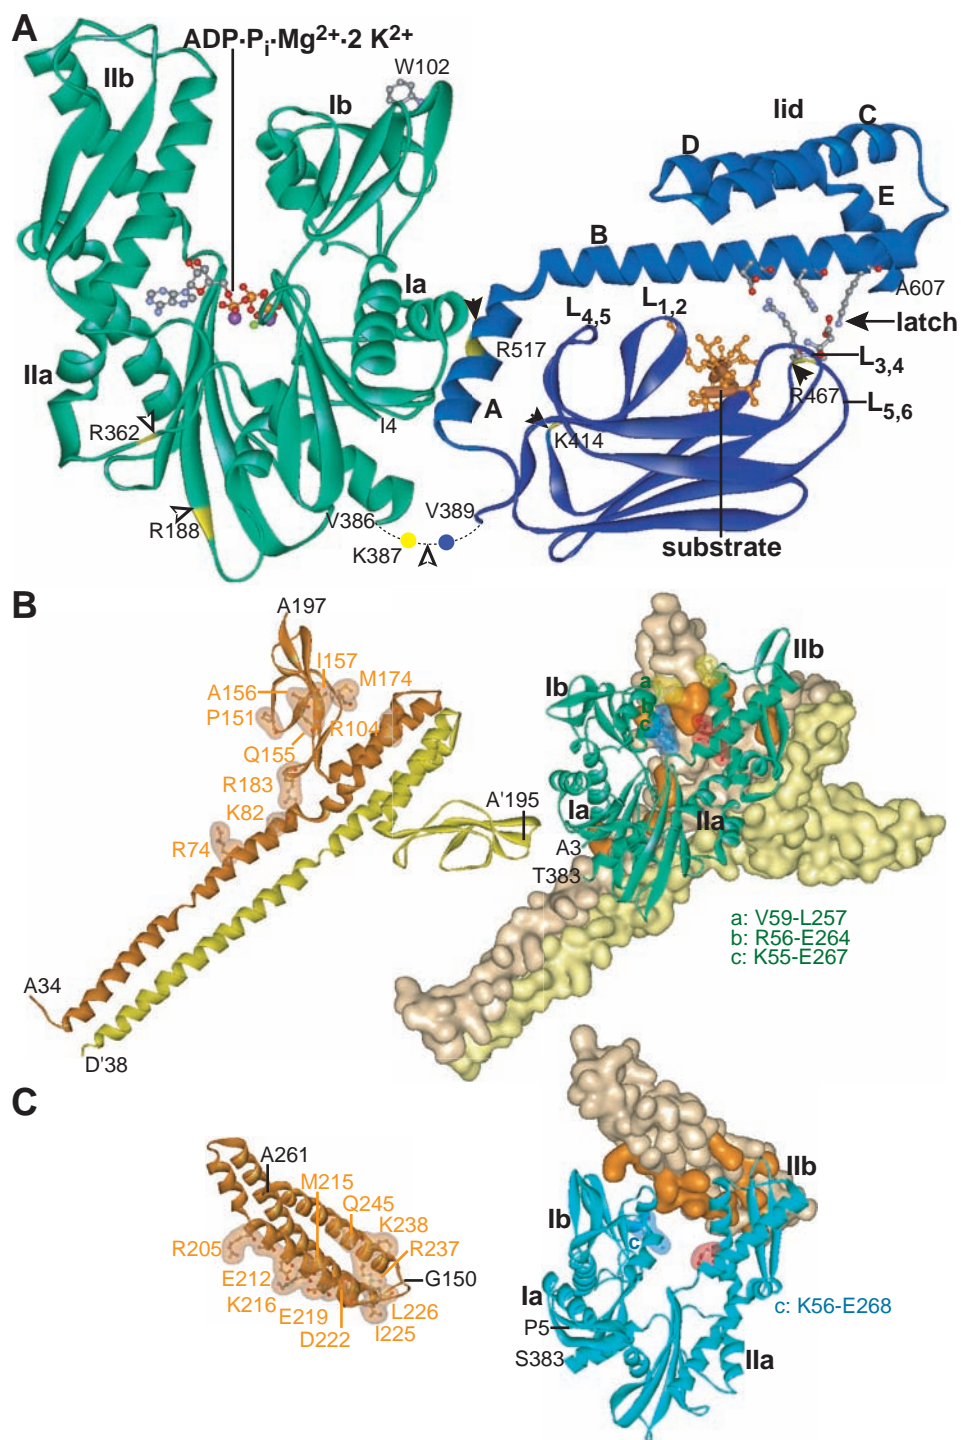 A
ADP·Pi·Mg2+·2 K2+
IIb
W102
Ib
lid
C
D
E
B
Ia
A607
L4,5
L1,2
latch
R517
L3,4
IIa
R467
A
L5,6
I4
R362
K414
V386
V389
R188
K387
substrate
B
A197
I157
M174
IIb
A156
Ib
a
P151
R104
b
c
Q155
R183
A'195
Ia
K82
IIa
R74
A3
T383
a: V59-L257
b: R56-E264
c: K55-E267
A34
D'38
C
A261
M215
IIb
Q245
K238
Ib
R205
R237
c
G150
E212
K216
L226
Ia
c: K56-E268
E219
I225
P5
D222
S383
IIa